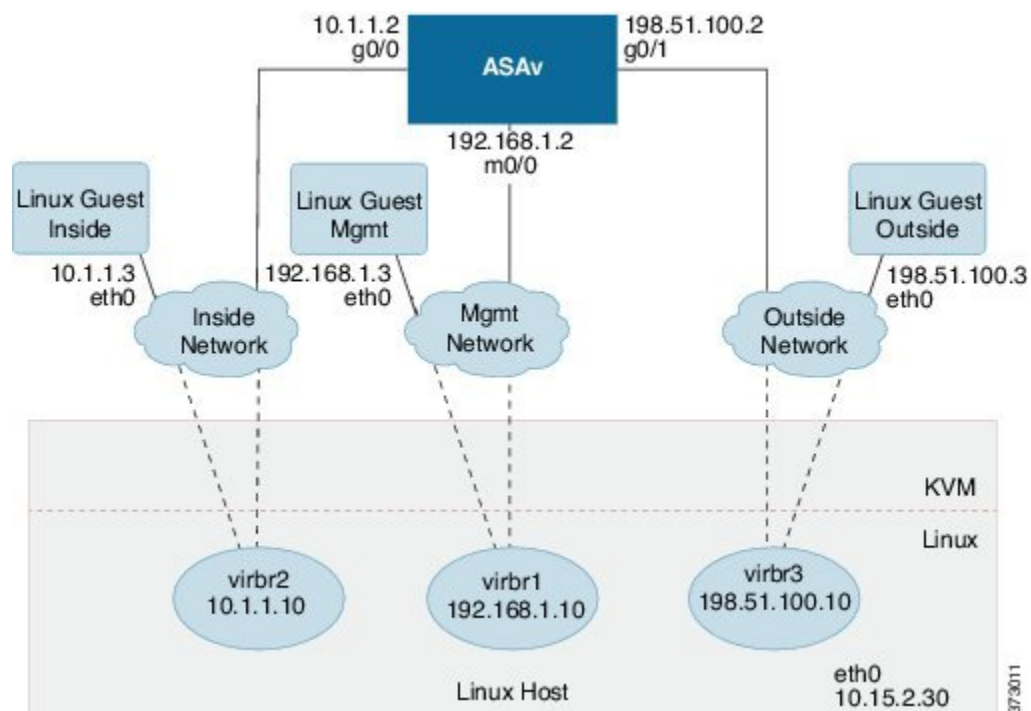 10.1.1.2
g0/0
ASAv
198.51.100.2
g0/1
192.168.1.2
m0/0
Linux Guest
Inside
Linux Guest
Mgmt
Linux Guest
Outside
10.1.1.3
eth0
192.168.1.3
eth0
198.51.100.3
eth0
Inside
Network
Mgmt
Network
Outside
Network
KVM
Linux
virbr2
10.1.1.10
virbr1
192.168.1.10
virbr3
198.51.100.10
Linux Host
eth0
10.15.2.30
373011